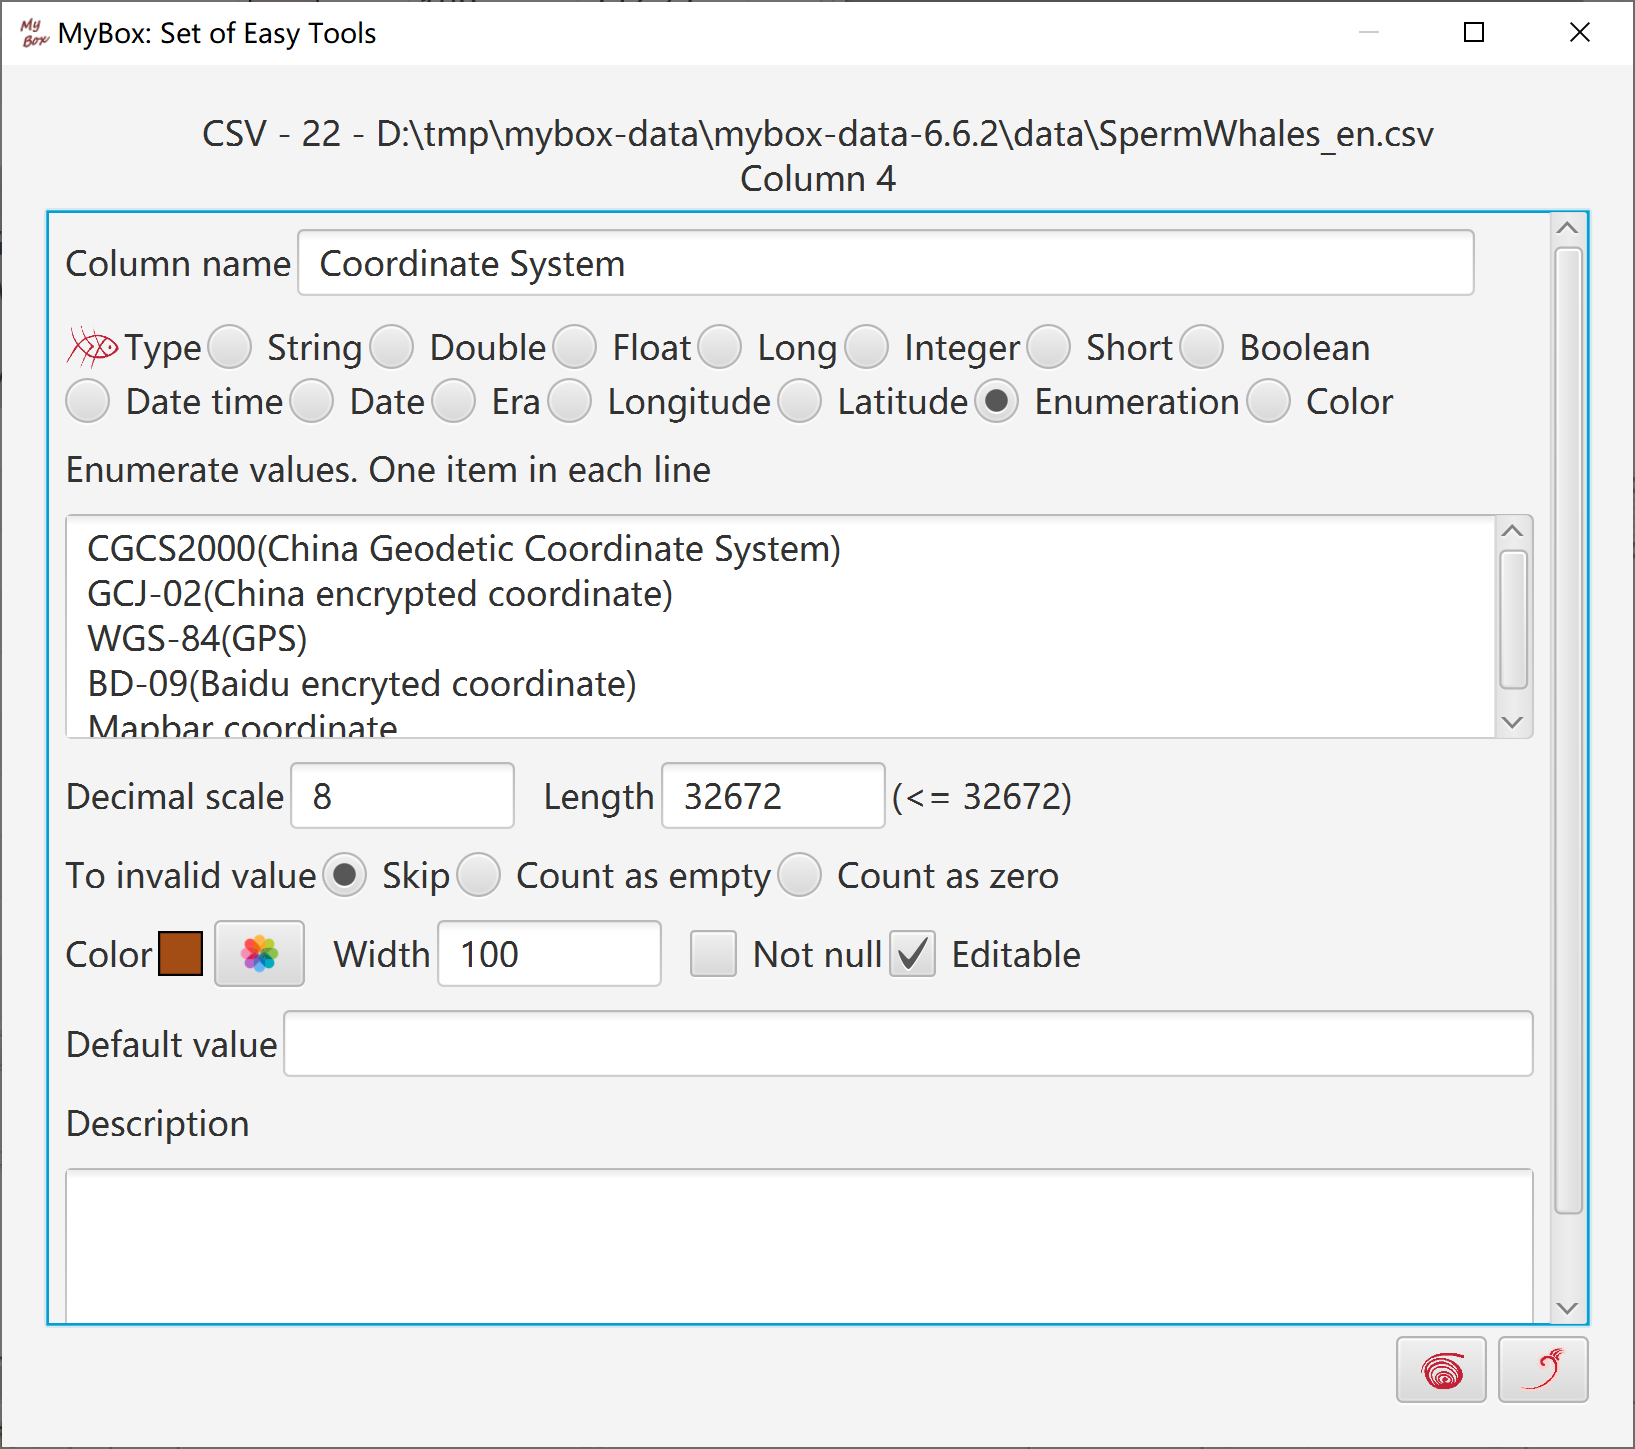 My Box MyBox: Set of Easy Tools
CSV - 22 - D:\tmp\mybox-data\mybox-data-6.6.2\data\SpermWhales_en.csv
Column 4
Column name Coordinate System
Type String Double Float Long Integer Short Boolean
Date time Date Era Longitude Latitude Enumeration Color
Enumerate values. One item in each line
CGCS2000(China Geodetic Coordinate System)
GCJ-02(China encrypted coordinate)
WGS-84(GPS)
BD-09(Baidu encryted coordinate)
Mapbar coordinate
Decimal scale 8 Length 32672 (<= 32672)
To invalid value Skip Count as empty Count as zero
Color Width 100 Not null Editable
Default value
Description